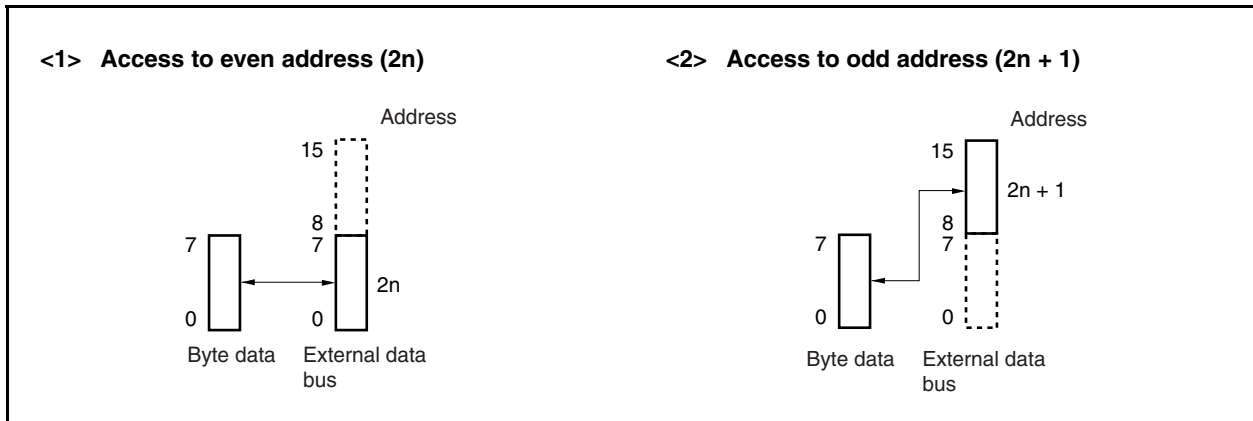 <1> Access to even address (2n)
Address
15
8
7
7
2n
0
0
Byte data
External data
bus
<2> Access to odd address (2n + 1)
Address
15
2n + 1
8
7
7
0
0
Byte data
External data
bus